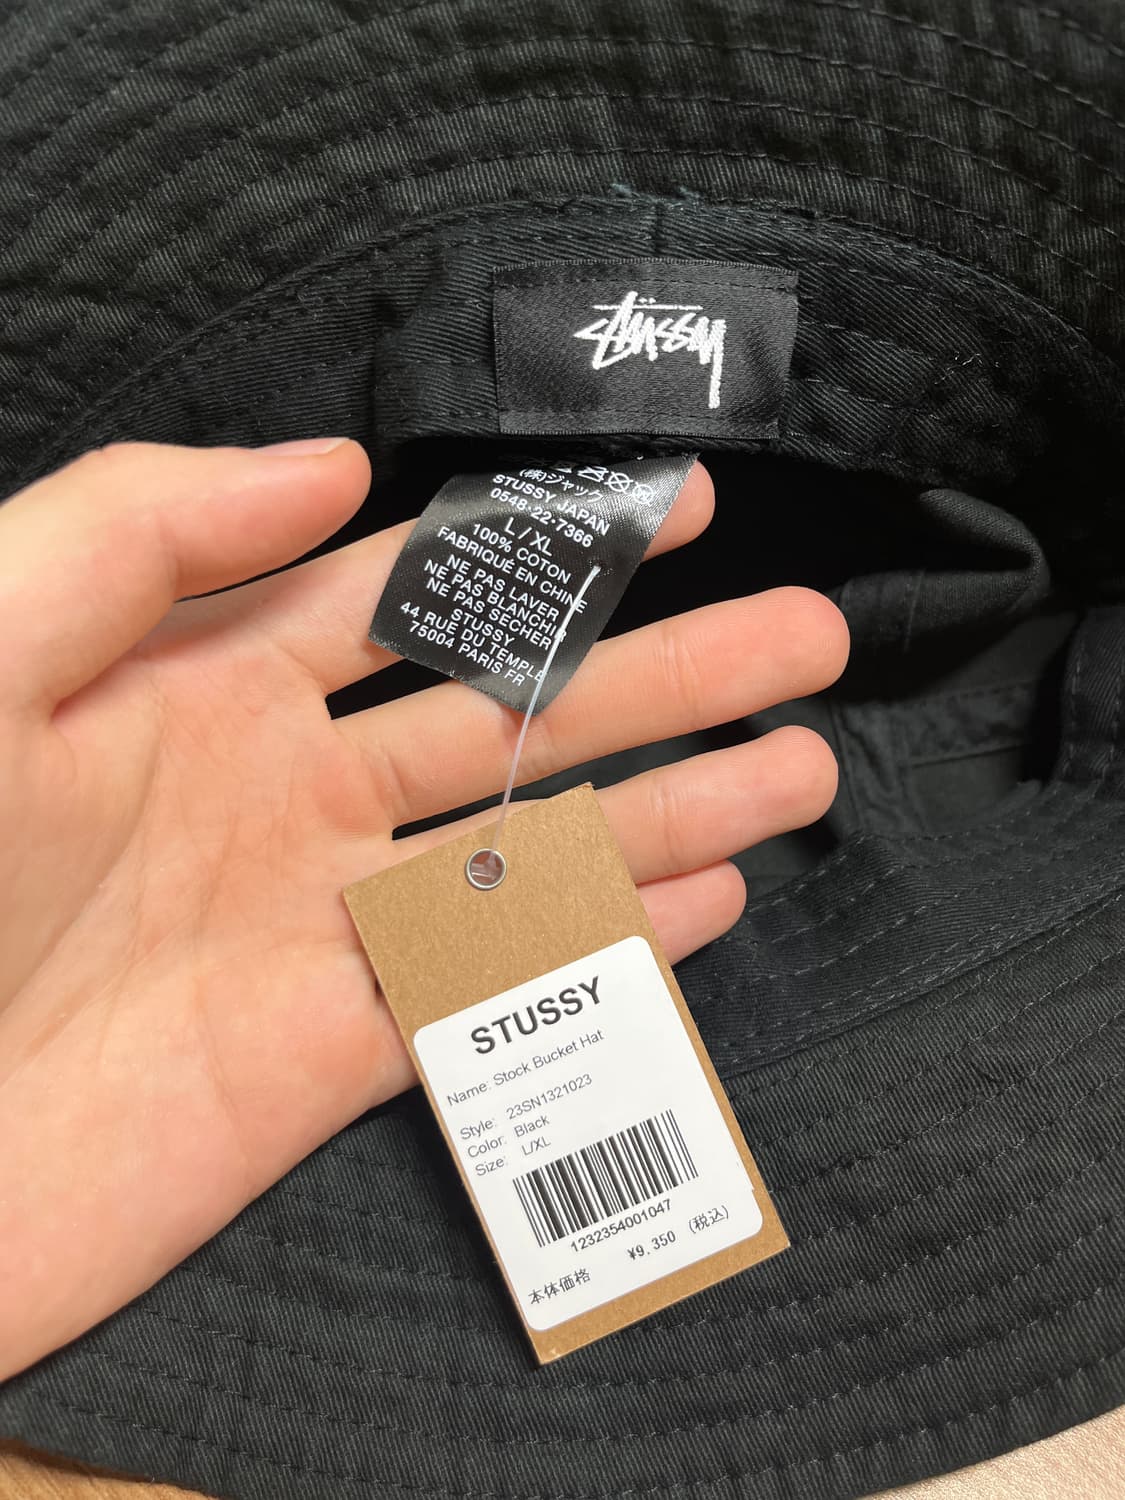 stüssy
(株)ジャック
STUSSY JAPAN
0548-22-7366
L/XL
100% COTON
FABRIQUÉ EN CHINE
NE PAS LAVER
NE PAS BLANCHIR
NE PAS SECHER
STUSSY
44 RUE DU TEMPLE
75004 PARIS FR
STUSSY
Name: Stock Bucket Hat
Style: 23SN1321023
Color: Black
Size: L/XL
1232354001047
本体価格 ¥9,350 (税込)